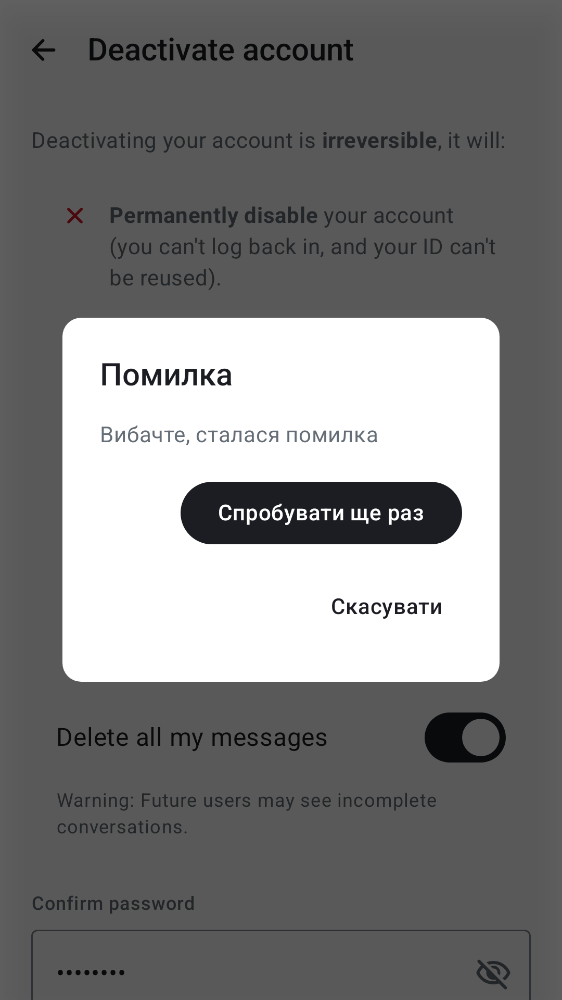 Deactivate account
Deactivating your account is irreversible, it will:
Permanently disable your account
(you can't log back in, and your ID can't
be reused).
Помилка
Вибачте, сталася помилка
Спробувати ще раз
Скасувати
Delete all my messages
Warning: Future users may see incomplete
conversations.
Confirm password
••••••••